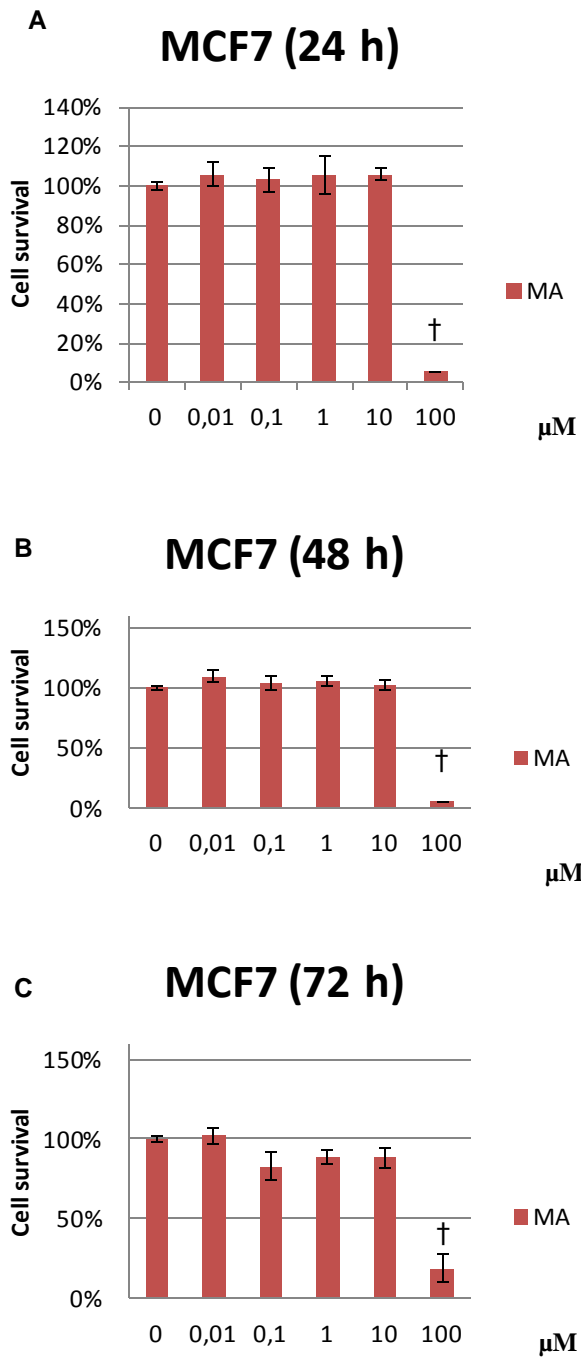 A
MCF7 (24 h)
140%
120%
100%
80%
60%
40%
20%
0%
Cell survival
†
MA
0 0,01 0,1 1 10 100
µM
B
MCF7 (48 h)
150%
100%
50%
0%
Cell survival
†
MA
0 0,01 0,1 1 10 100
µM
C
MCF7 (72 h)
150%
100%
50%
0%
Cell survival
†
MA
0 0,01 0,1 1 10 100
µM